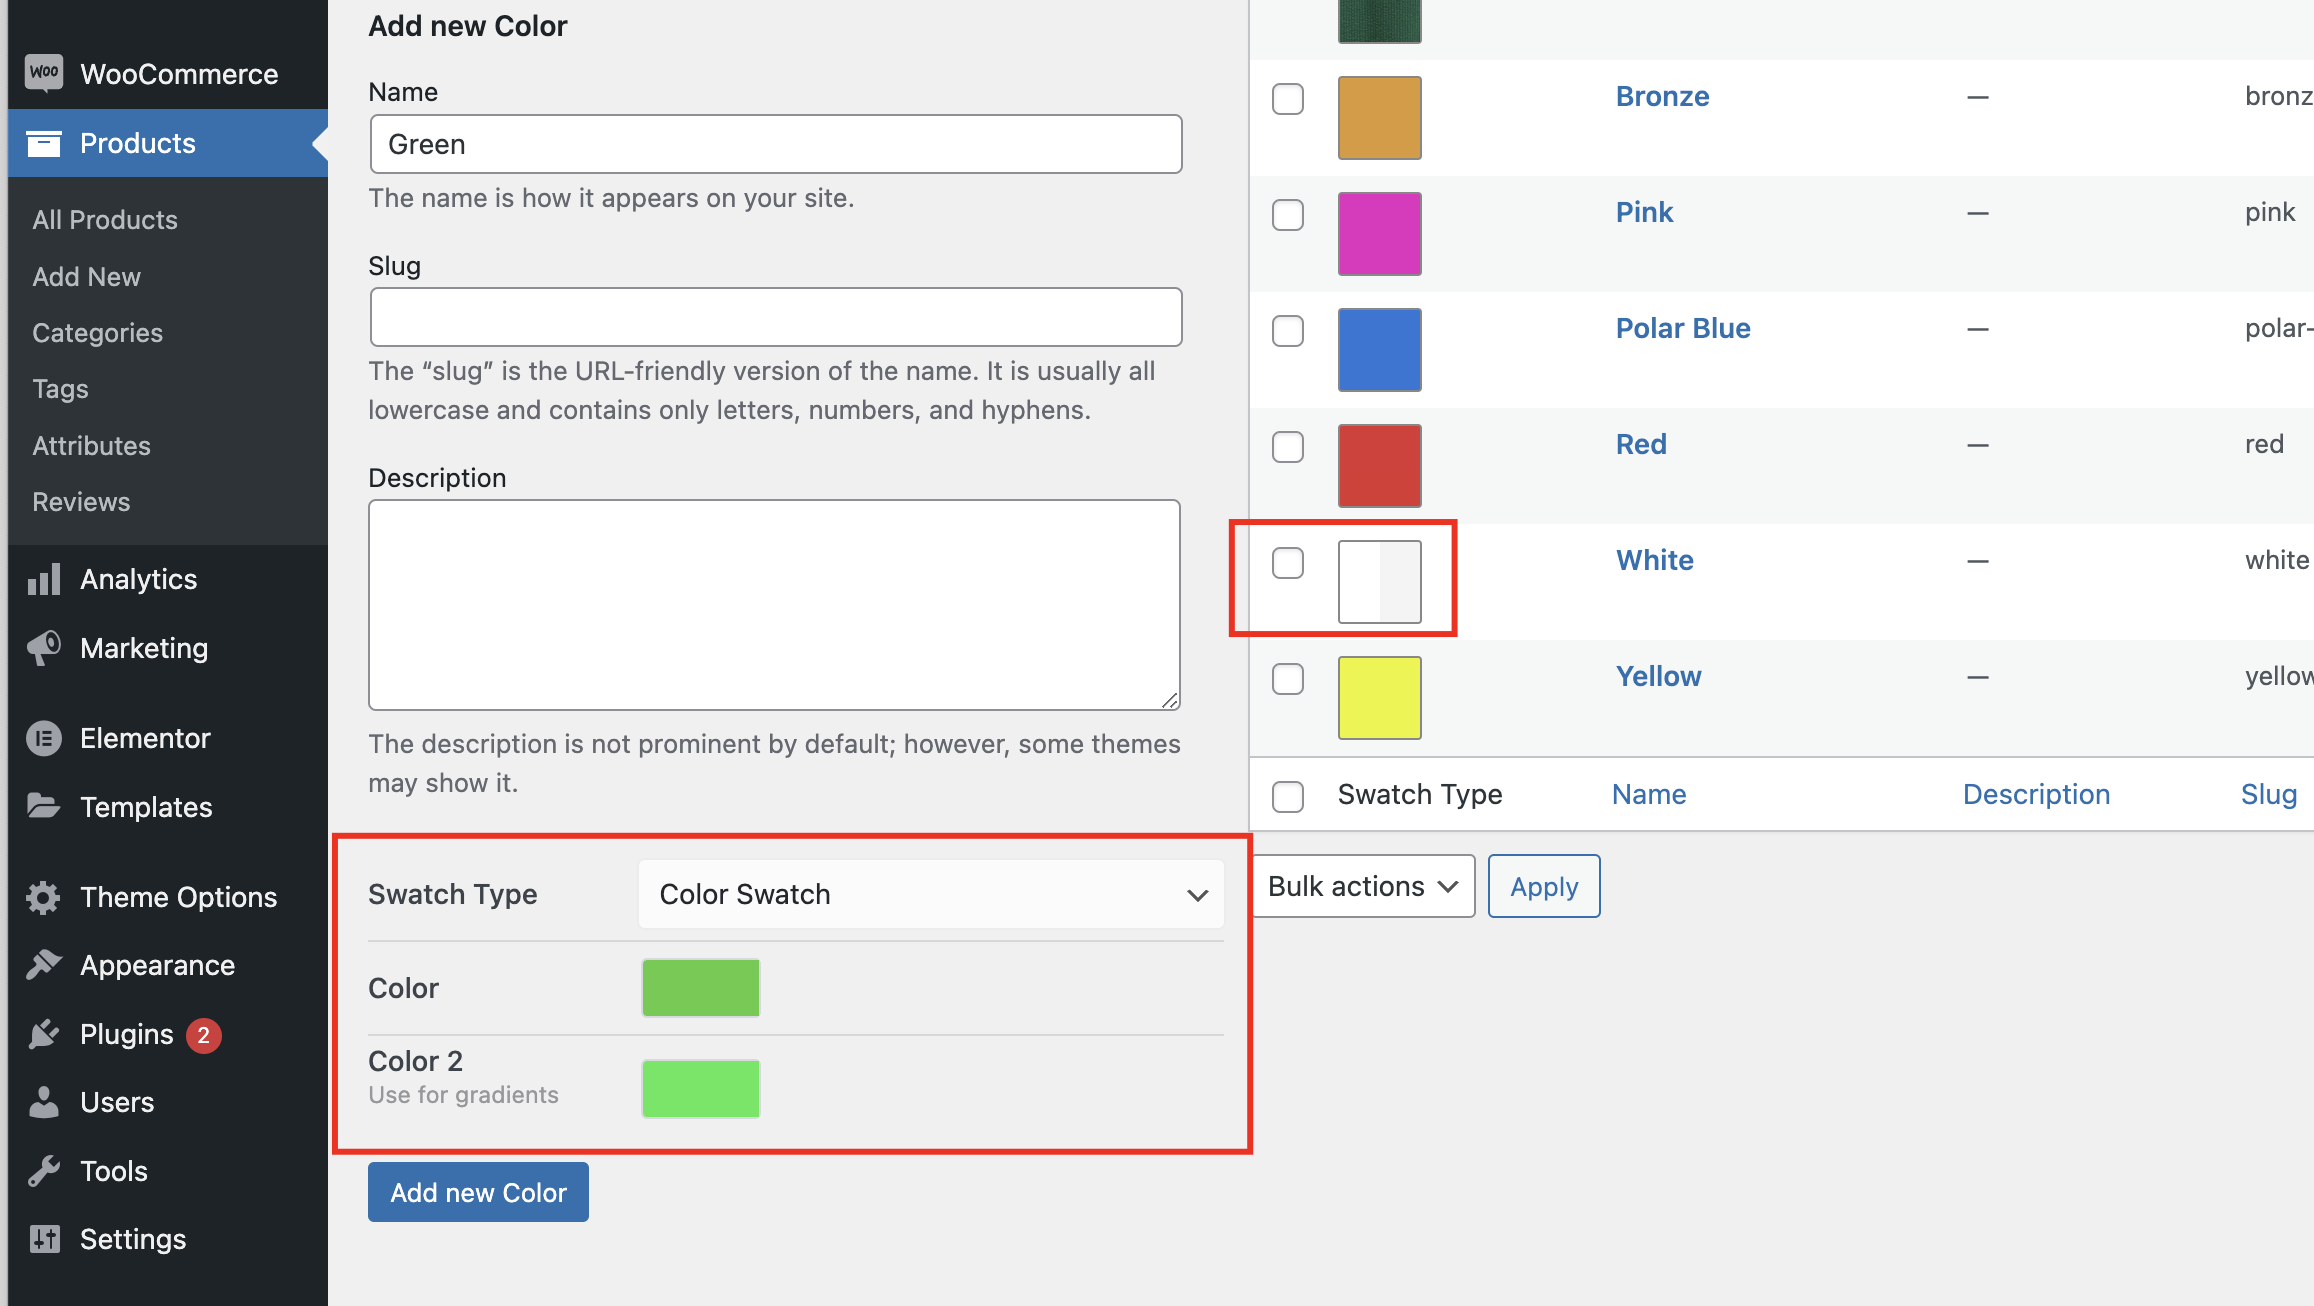 WooCommerce
Products
All Products
Add New
Categories
Tags
Attributes
Reviews
Analytics
Marketing
Elementor
Templates
Theme Options
Appearance
Plugins 2
Users
Tools
Settings
Add new Color
Name
Green
The name is how it appears on your site.
Slug
The “slug” is the URL-friendly version of the name. It is usually all
lowercase and contains only letters, numbers, and hyphens.
Description
The description is not prominent by default; however, some themes
may show it.
Swatch Type Color Swatch
Color
Color 2
Use for gradients
Add new Color
Bronze — bronz
Pink — pink
Polar Blue — polar-
Red — red
White — white
Yellow — yellow
Swatch Type Name Description Slug
Bulk actions Apply